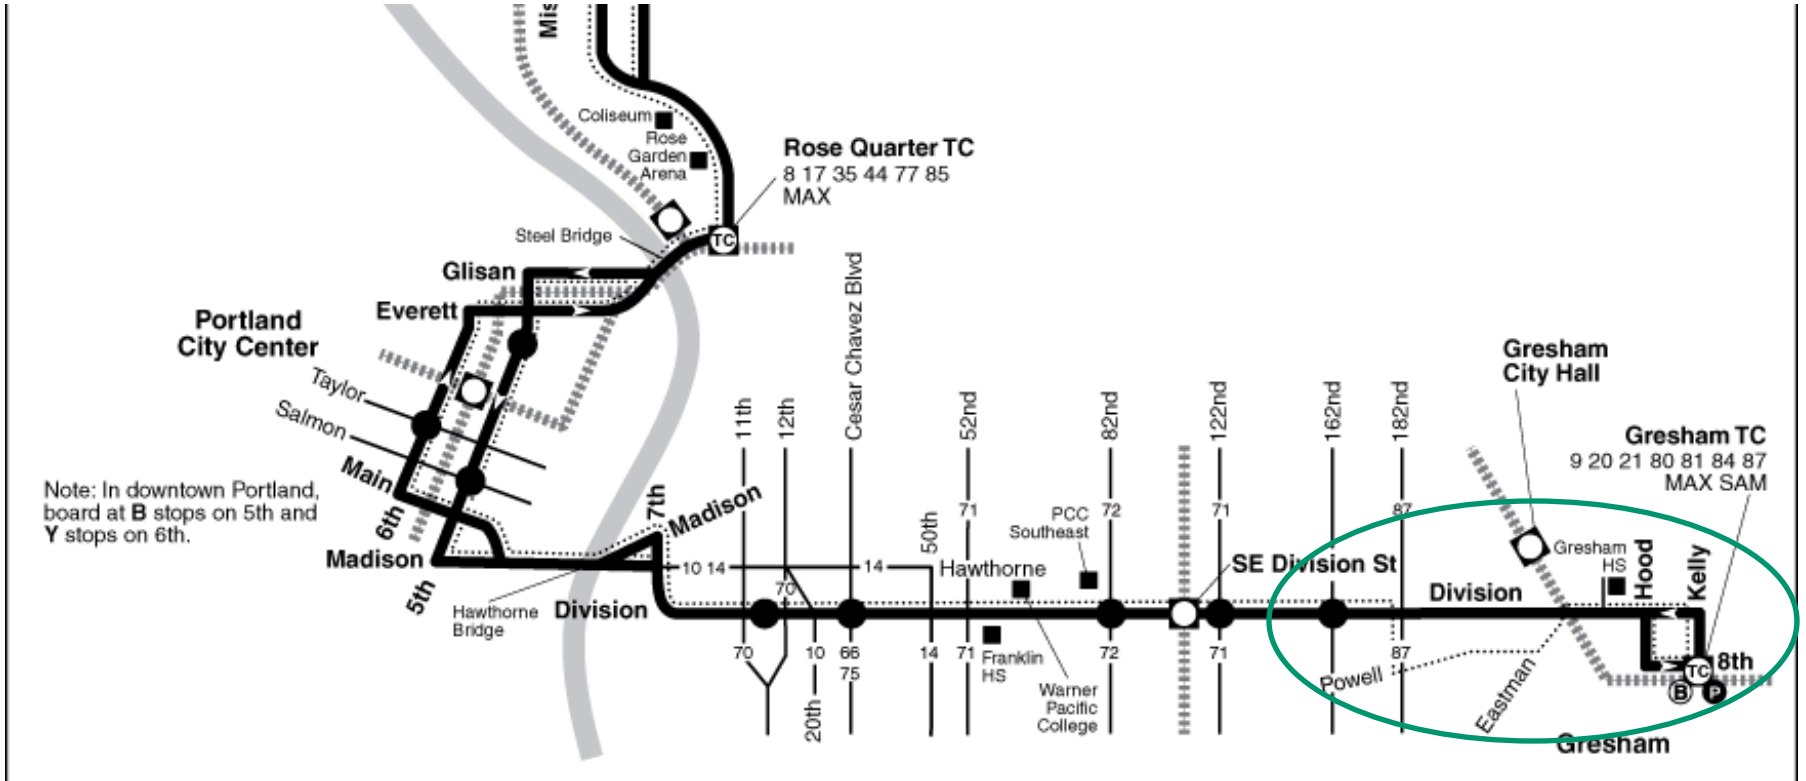 Mis
Coliseum
Rose
Garden
Arena
Rose Quarter TC
8 17 35 44 77 85
MAX
TC
Steel Bridge
Glisan
Everett
Portland
City Center
Taylor
Salmon
Main
6th
Madison
5th
Note: In downtown Portland,
board at B stops on 5th and
Y stops on 6th.
Hawthorne
Bridge
7th
Madison
Division
11th
12th
Cesar Chavez Blvd
52nd
82nd
122nd
162nd
182nd
10 14
14
70
50th
71
72
71
87
Hawthorne
PCC
Southeast
SE Division St
70
10
20th
66
75
14
71
Franklin
HS
Warner
Pacific
College
72
71
87
Gresham
City Hall
Gresham TC
9 20 21 80 81 84 87
MAX SAM
Gresham
HS
Hood
Kelly
Division
Powell
Eastman
TC
8th
B
P
Gresham